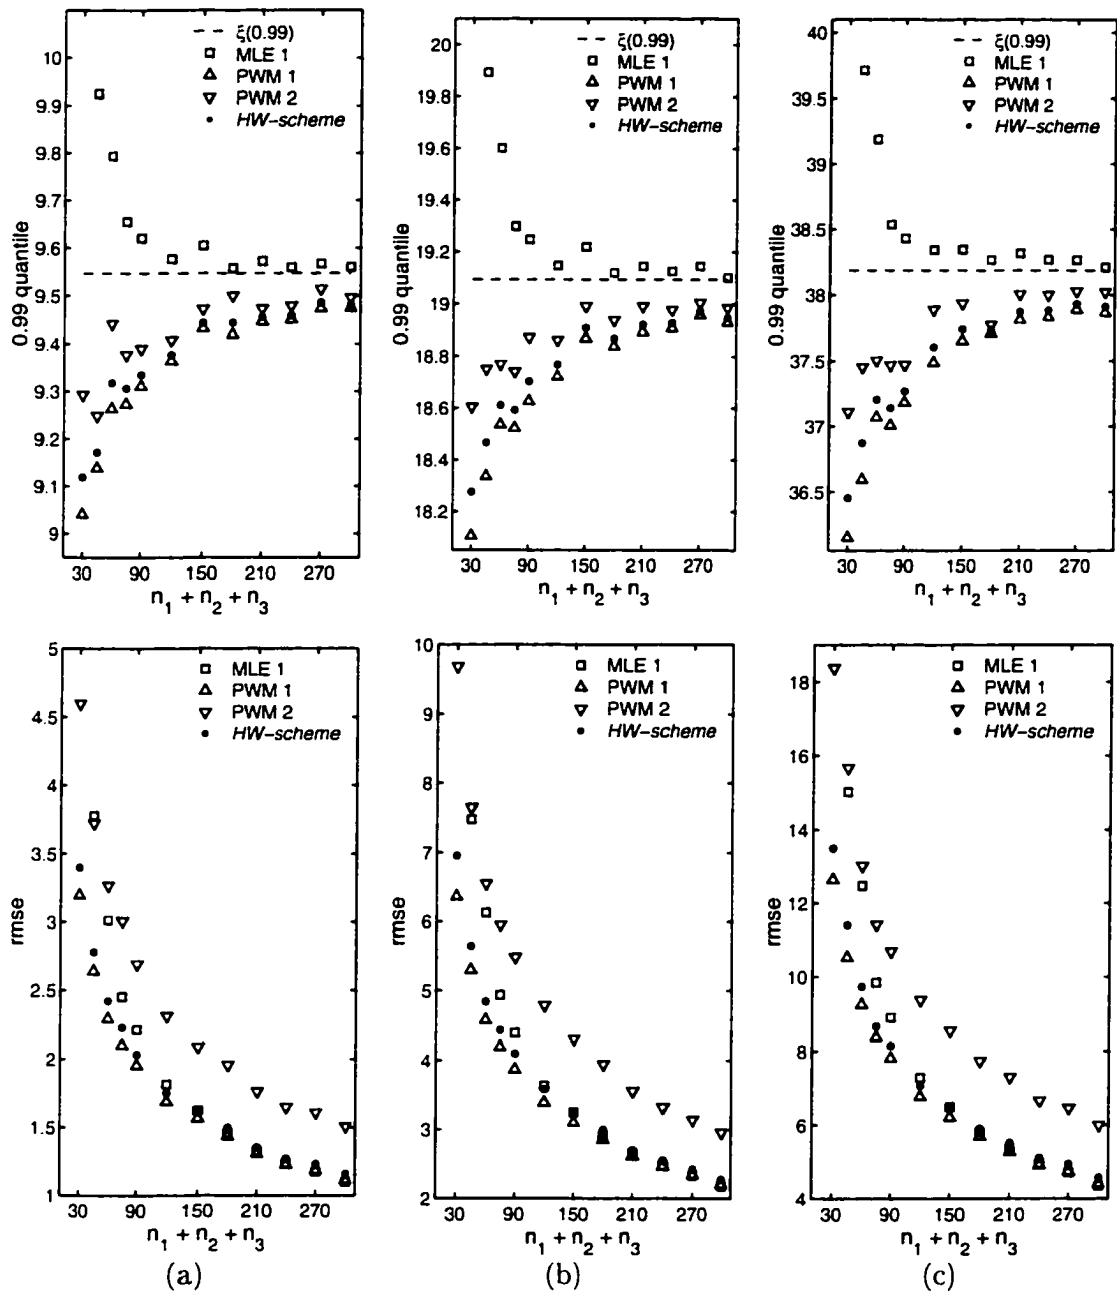 ξ(0.99)
MLE 1
PWM 1
PWM 2
HW-scheme
10
9.9
9.8
9.7
9.6
9.5
9.4
9.3
9.2
9.1
9
0.99 quantile
30 90 150 210 270
n1 + n2 + n3
ξ(0.99)
MLE 1
PWM 1
PWM 2
HW-scheme
20
19.8
19.6
19.4
19.2
19
18.8
18.6
18.4
18.2
0.99 quantile
30 90 150 210 270
n1 + n2 + n3
ξ(0.99)
MLE 1
PWM 1
PWM 2
HW-scheme
40
39.5
39
38.5
38
37.5
37
36.5
0.99 quantile
30 90 150 210 270
n1 + n2 + n3
MLE 1
PWM 1
PWM 2
HW-scheme
5
4.5
4
3.5
3
2.5
2
1.5
1
rmse
30 90 150 210 270
n1 + n2 + n3
(a)
MLE 1
PWM 1
PWM 2
HW-scheme
10
9
8
7
6
5
4
3
2
rmse
30 90 150 210 270
n1 + n2 + n3
(b)
MLE 1
PWM 1
PWM 2
HW-scheme
18
16
14
12
10
8
6
4
rmse
30 90 150 210 270
n1 + n2 + n3
(c)